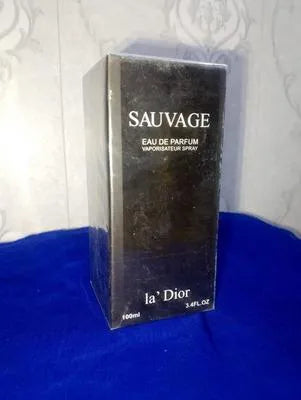 SAUVAGE
EAU DE PARFUM
VAPORISATEUR SPRAY
la' Dior
100ml
3.4FL.OZ